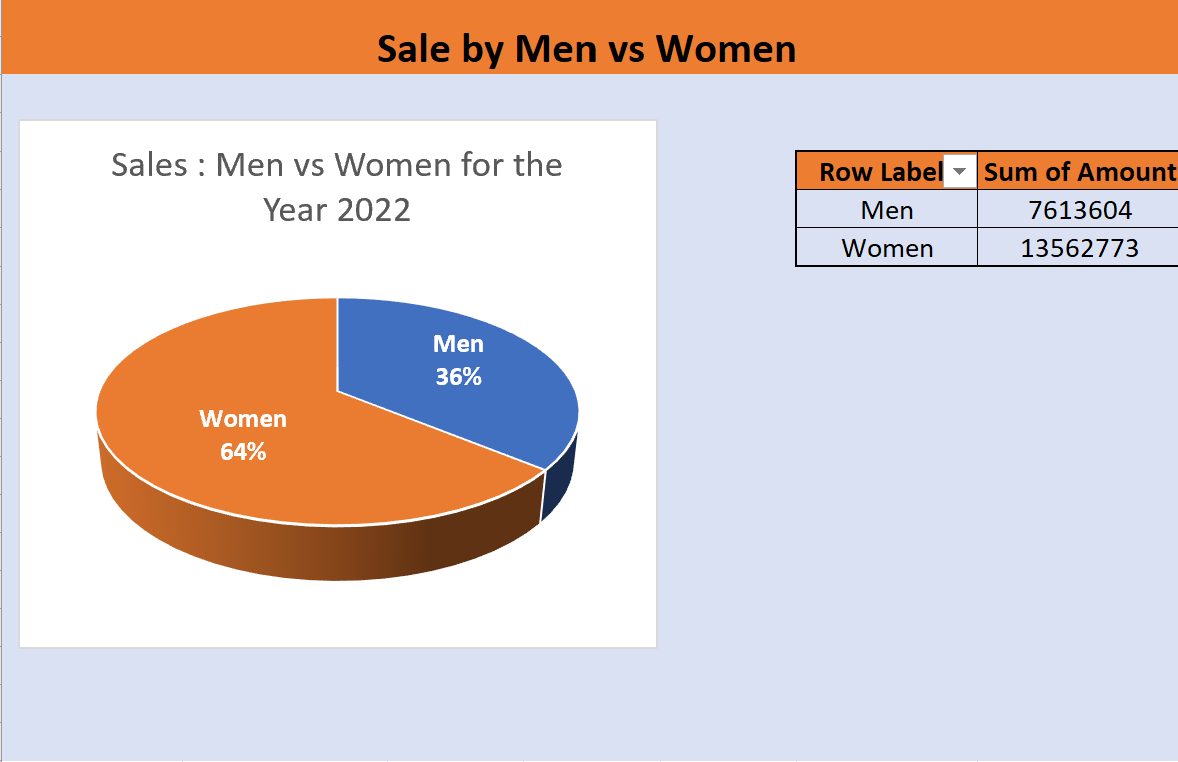 Sale by Men vs Women
Sales : Men vs Women for the
Year 2022
Men
36%
Women
64%
Row Label Sum of Amount
Men 7613604
Women 13562773